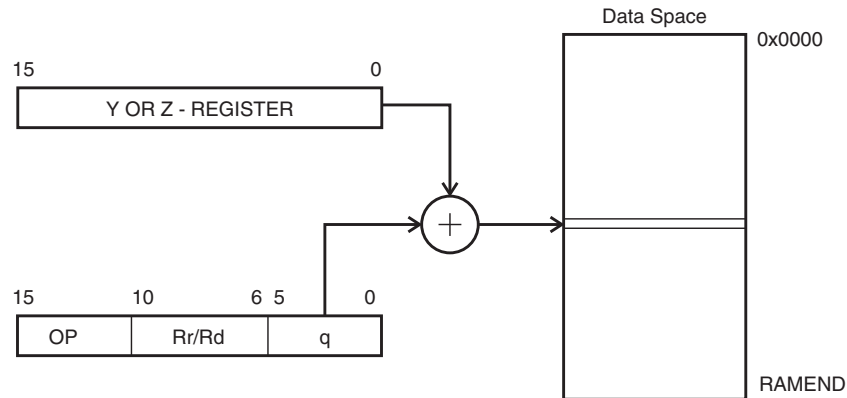 Data Space
0x0000
15 0
Y OR Z - REGISTER
+
15 10 6 5 0
OP Rr/Rd q
RAMEND